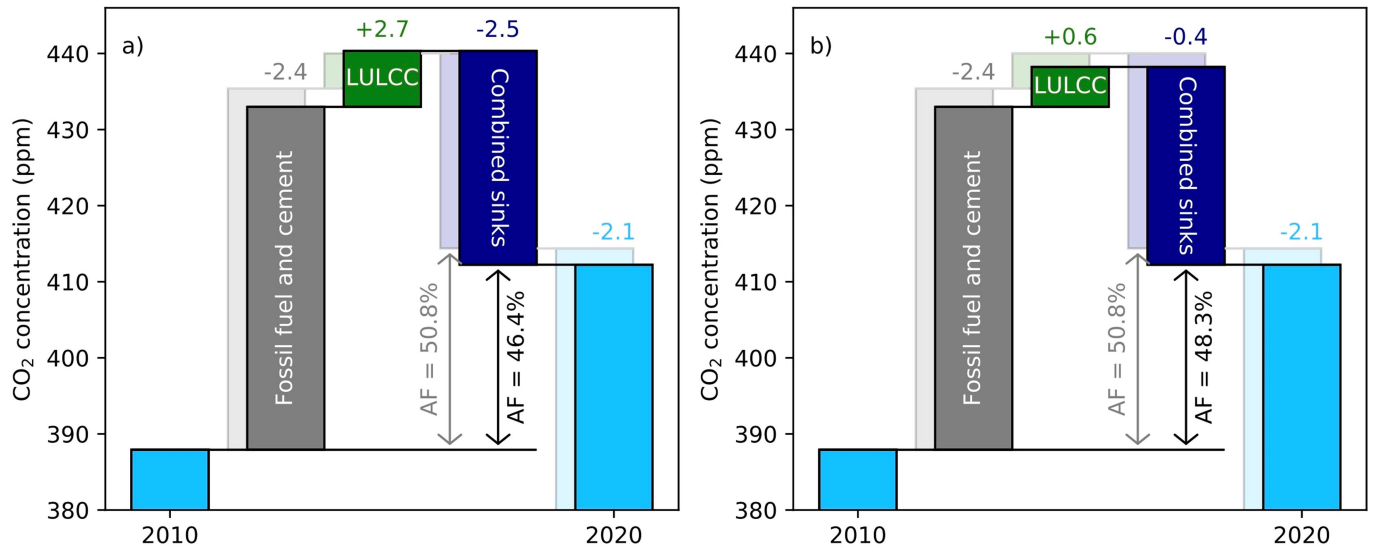 a)
+2.7
-2.5
-2.4
LULCC
Combined sinks
Fossil fuel and cement
-2.1
AF = 50.8%
AF = 46.4%
CO₂ concentration (ppm)
440
430
420
410
400
390
380
2010
2020
b)
+0.6
-0.4
-2.4
LULCC
Combined sinks
Fossil fuel and cement
-2.1
AF = 50.8%
AF = 48.3%
CO₂ concentration (ppm)
440
430
420
410
400
390
380
2010
2020